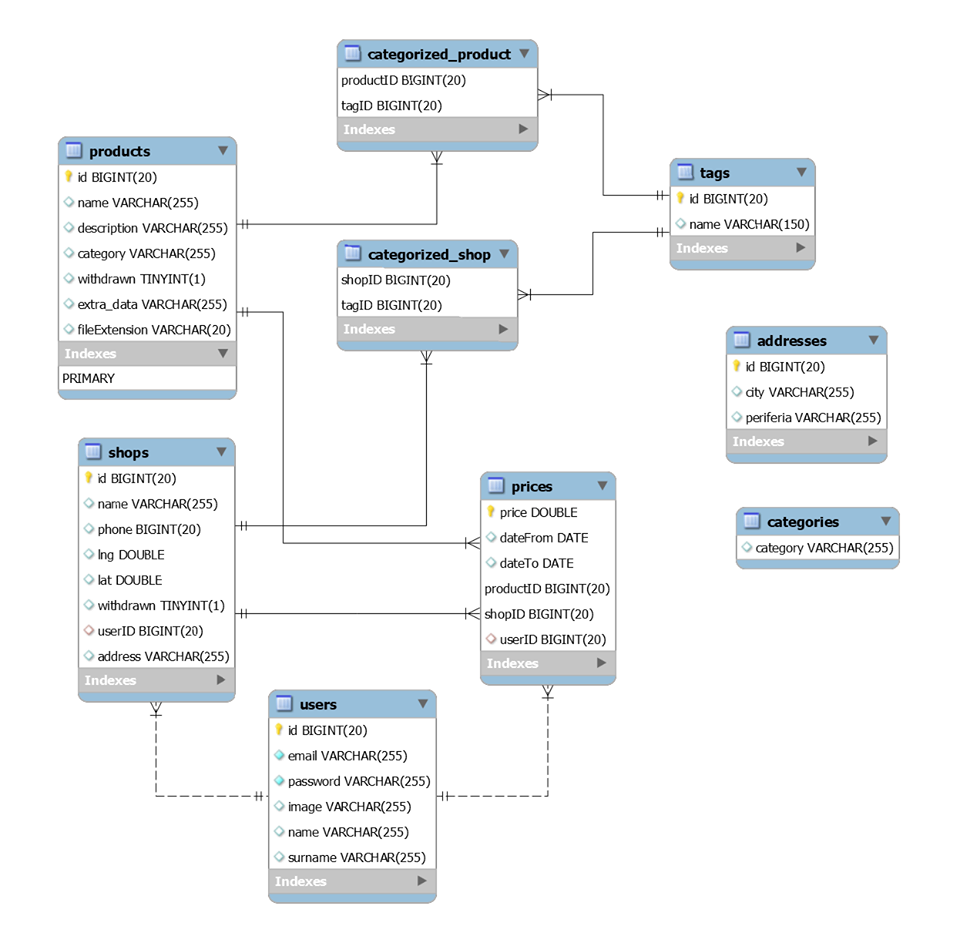 categorized_product
productID BIGINT(20)
tagID BIGINT(20)
Indexes
products
id BIGINT(20)
name VARCHAR(255)
description VARCHAR(255)
category VARCHAR(255)
withdrawn TINYINT(1)
extra_data VARCHAR(255)
fileExtension VARCHAR(20)
Indexes
PRIMARY
tags
id BIGINT(20)
name VARCHAR(150)
Indexes
categorized_shop
shopID BIGINT(20)
tagID BIGINT(20)
Indexes
addresses
id BIGINT(20)
city VARCHAR(255)
periferia VARCHAR(255)
Indexes
shops
id BIGINT(20)
name VARCHAR(255)
phone BIGINT(20)
lng DOUBLE
lat DOUBLE
withdrawn TINYINT(1)
userID BIGINT(20)
address VARCHAR(255)
Indexes
prices
price DOUBLE
dateFrom DATE
dateTo DATE
productID BIGINT(20)
shopID BIGINT(20)
userID BIGINT(20)
Indexes
categories
category VARCHAR(255)
users
id BIGINT(20)
email VARCHAR(255)
password VARCHAR(255)
image VARCHAR(255)
name VARCHAR(255)
surname VARCHAR(255)
Indexes